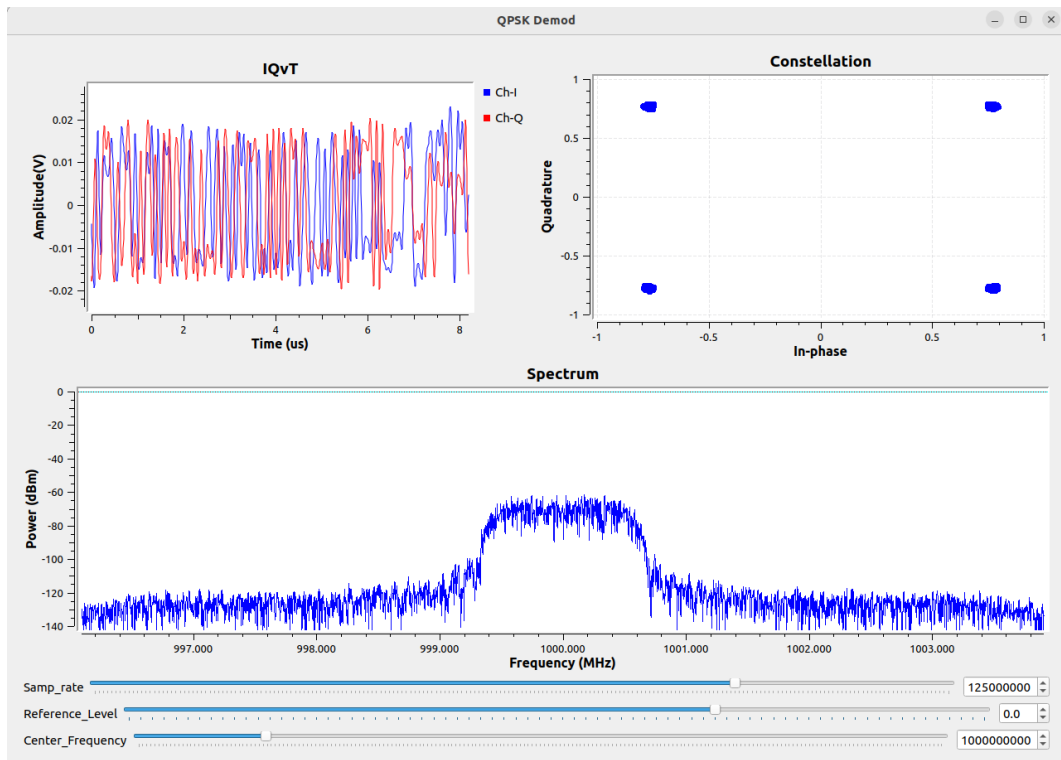 QPSK Demod
IQvT
Ch-I
Ch-Q
Amplitude(V)
0.02
0.01
0
-0.01
-0.02
0 2 4 6 8
Time (us)
Constellation
Quadrature
1
0.5
0
-0.5
-1
-1 -0.5 0 0.5 1
In-phase
Spectrum
Power (dBm)
0
-20
-40
-60
-80
-100
-120
-140
997.000 998.000 999.000 1000.000 1001.000 1002.000 1003.000
Frequency (MHz)
Samp_rate 125000000
Reference_Level 0.0
Center_Frequency 1000000000